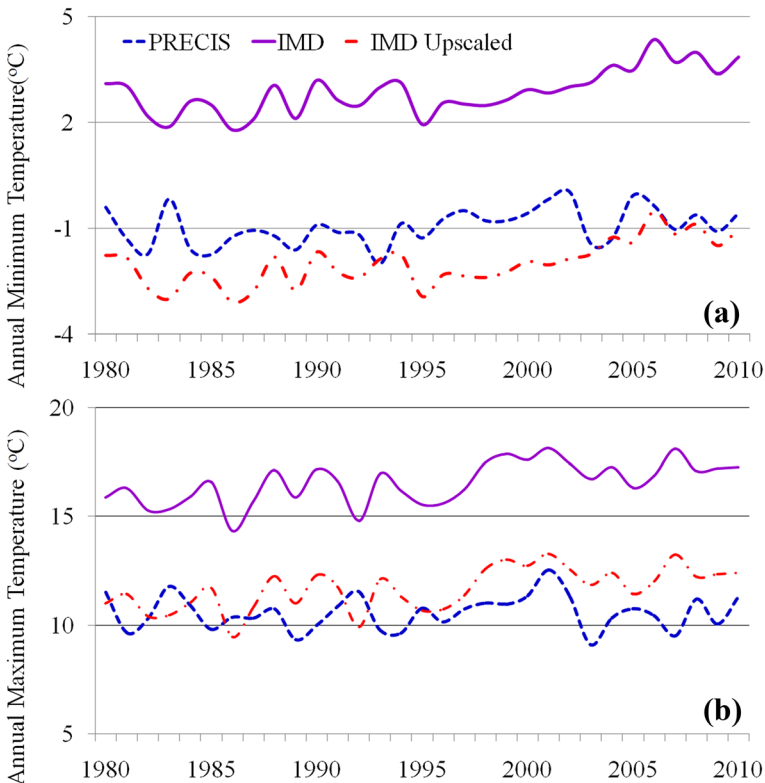 5
PRECIS IMD IMD Upscaled
2
-1
-4
Annual Minimum Temperature(°C)
(a)
1980 1985 1990 1995 2000 2005 2010
20
15
10
5
Annual Maximum Temperature (°C)
(b)
1980 1985 1990 1995 2000 2005 2010